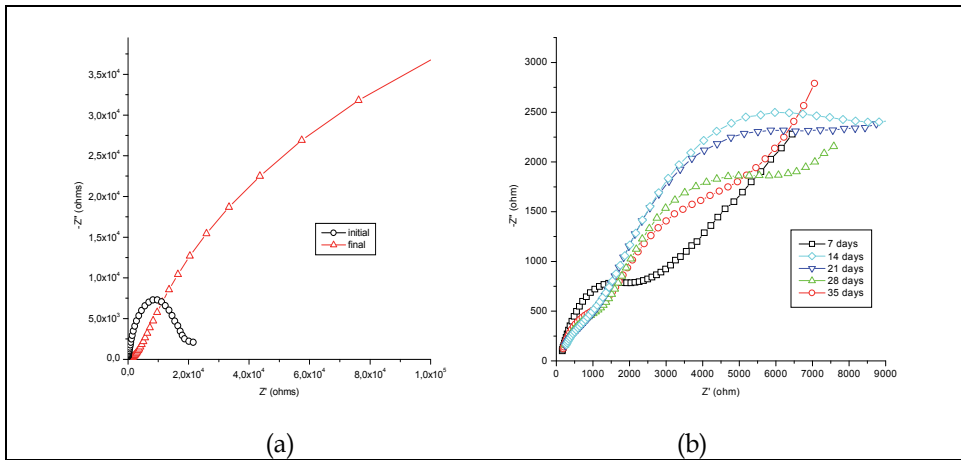 3,5x10⁴
3,0x10⁴
2,5x10⁴
2,0x10⁴
1,5x10⁴
1,0x10⁴
5,0x10³
0,0
-Z" (ohms)
0,0
2,0x10⁴
4,0x10⁴
6,0x10⁴
8,0x10⁴
1,0x10⁵
Z' (ohms)
initial
final
(a)
3000
2500
2000
1500
1000
500
0
-Z" (ohm)
0 1000 2000 3000 4000 5000 6000 7000 8000 9000
Z' (ohm)
7 days
14 days
21 days
28 days
35 days
(b)